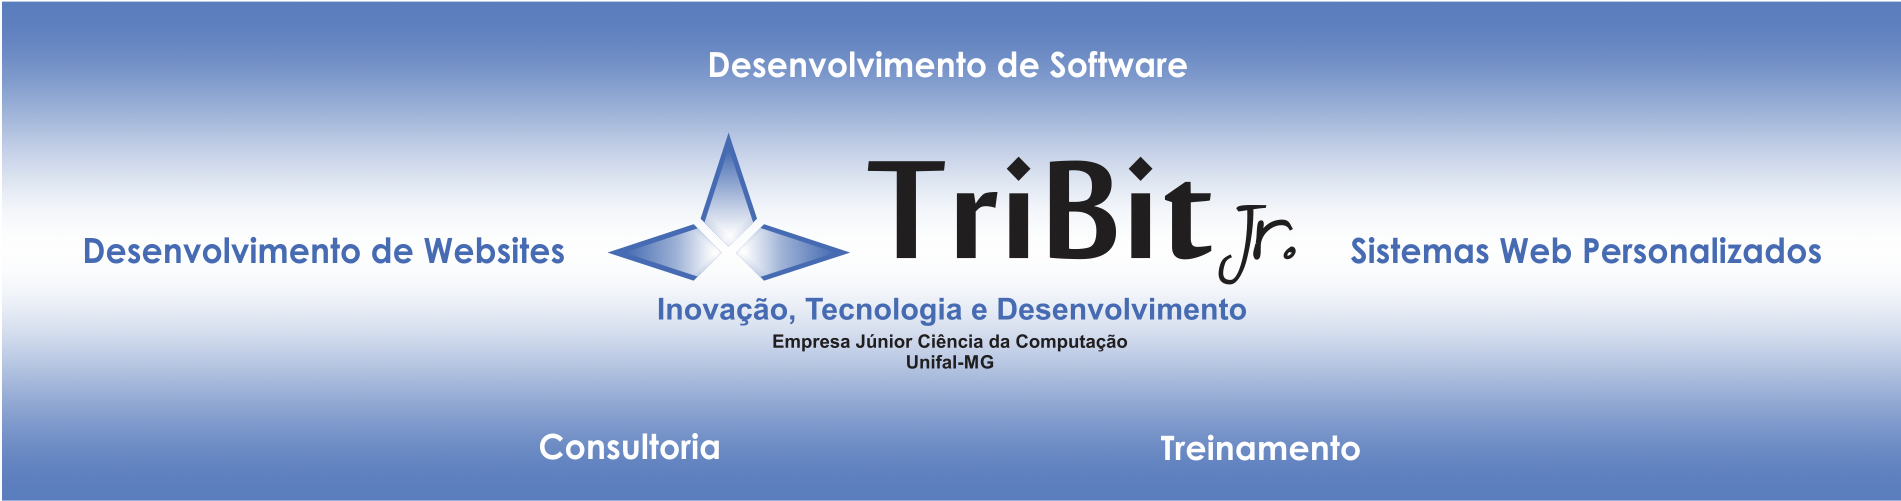 Desenvolvimento de Software
TriBit Jr.
Desenvolvimento de Websites
Sistemas Web Personalizados
Inovação, Tecnologia e Desenvolvimento
Empresa Júnior Ciência da Computação
Unifal-MG
Consultoria
Treinamento